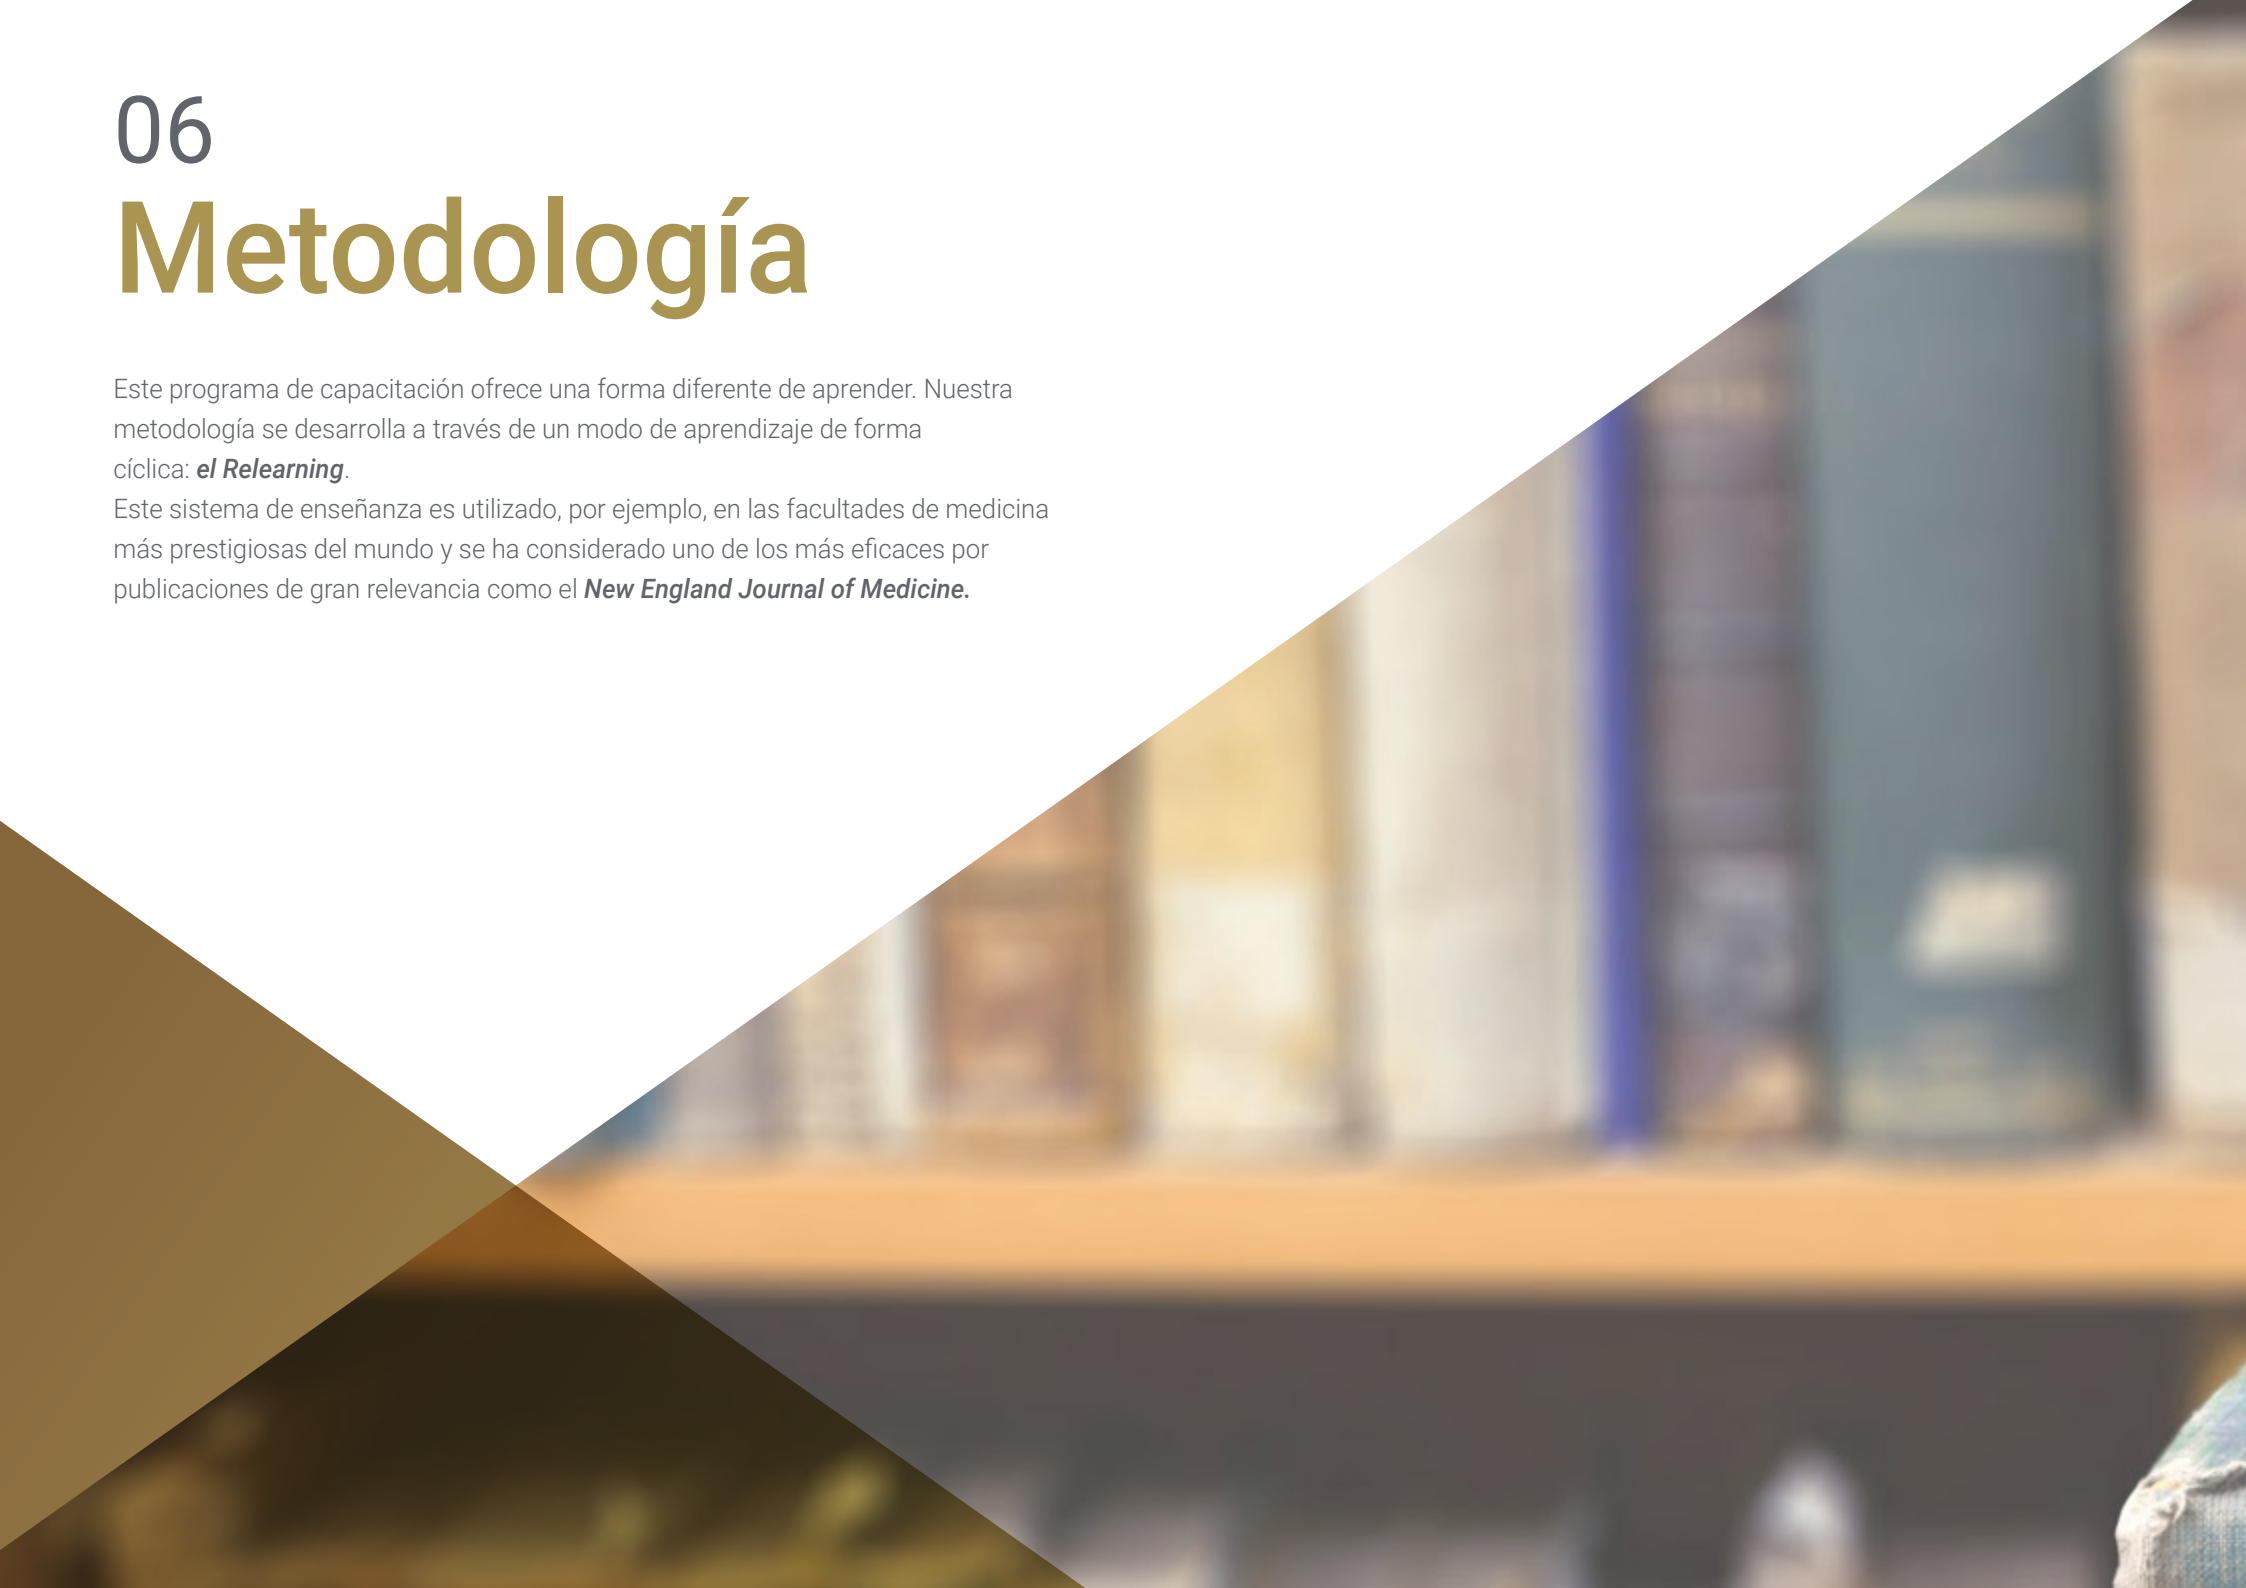 06
Metodología
Este programa de capacitación ofrece una forma diferente de aprender. Nuestra
metodología se desarrolla a través de un modo de aprendizaje de forma
cíclica: el Relearning.
Este sistema de enseñanza es utilizado, por ejemplo, en las facultades de medicina
más prestigiosas del mundo y se ha considerado uno de los más eficaces por
publicaciones de gran relevancia como el New England Journal of Medicine.